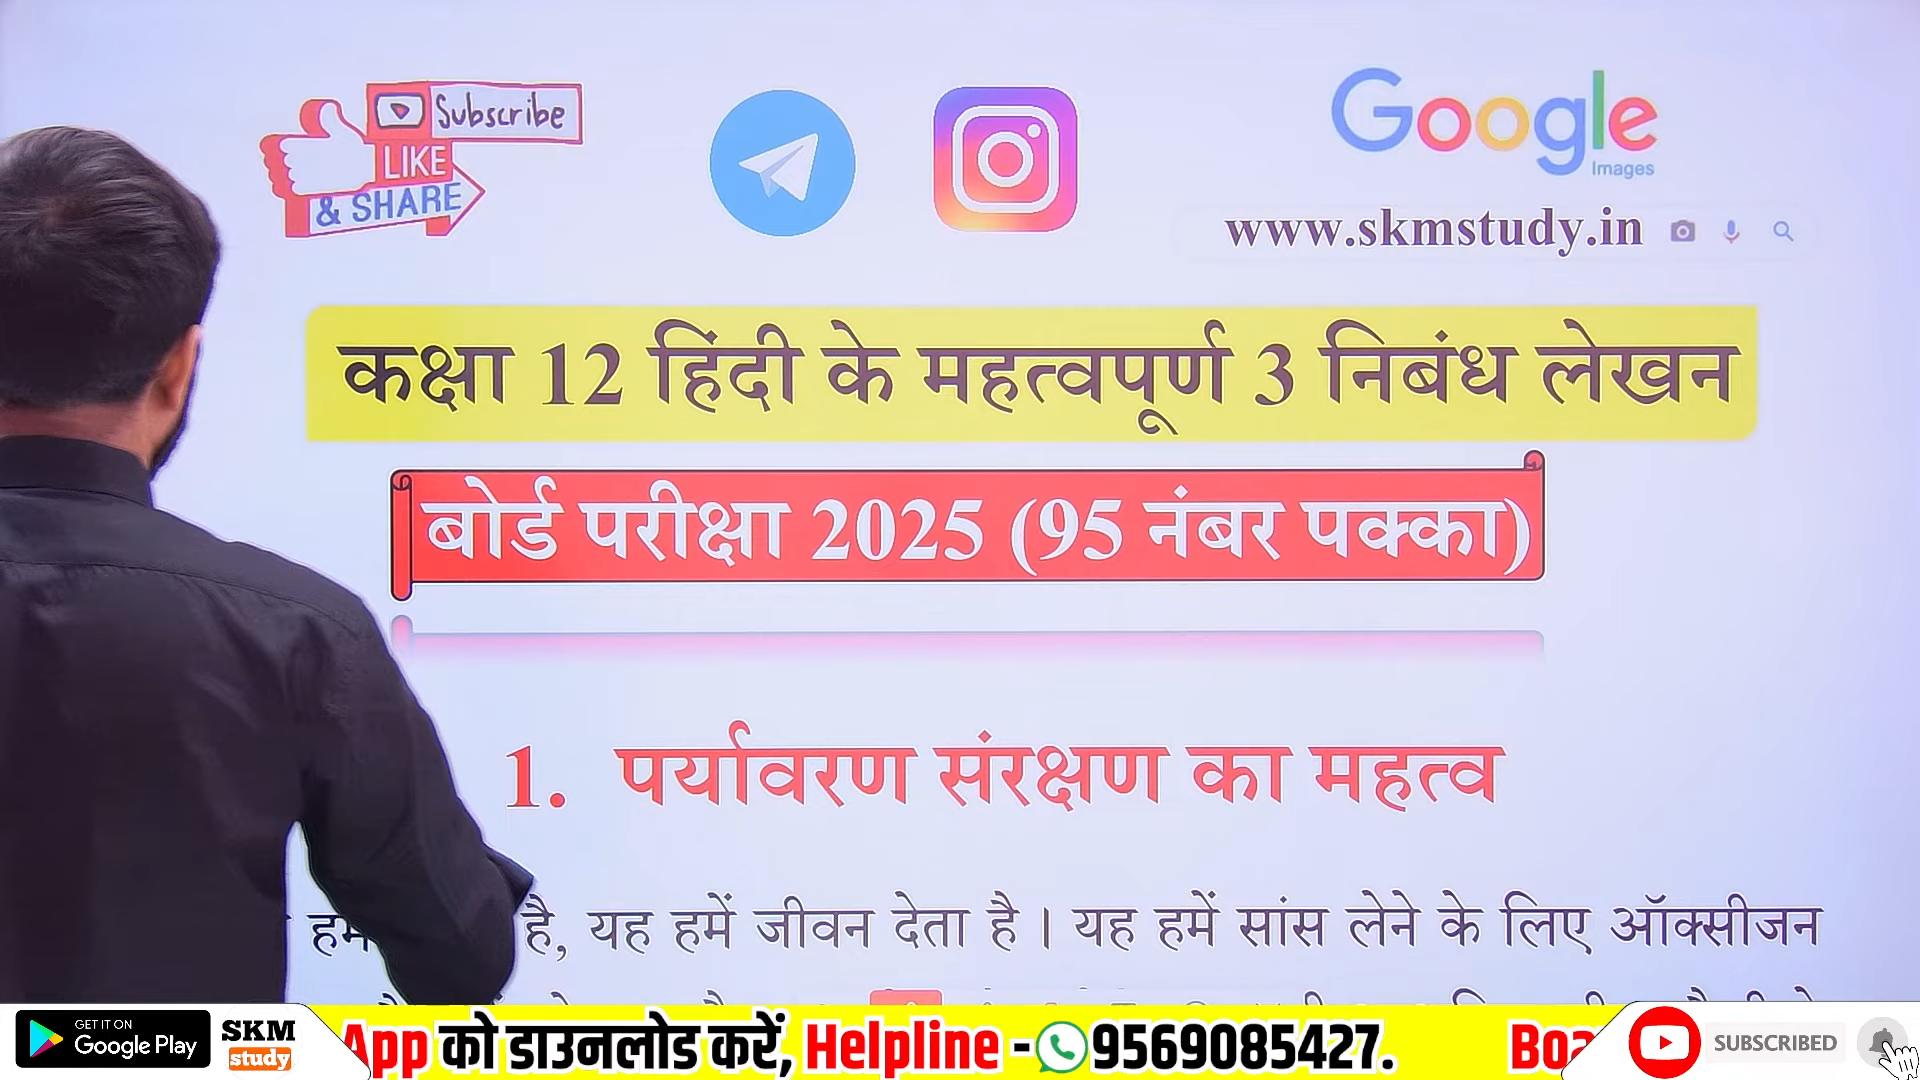 Subscribe
LIKE
& SHARE
Google
Images
www.skmstudy.in
कक्षा 12 हिंदी के महत्वपूर्ण 3 निबंध लेखन
बोर्ड परीक्षा 2025 (95 नंबर पक्का)
1. पर्यावरण संरक्षण का महत्व
है, यह हमें जीवन देता है । यह हमें सांस लेने के लिए ऑक्सीजन
GET IT ON
Google Play
SKM
study
App को डाउनलोड करें, Helpline - 9569085427.
SUBSCRIBED